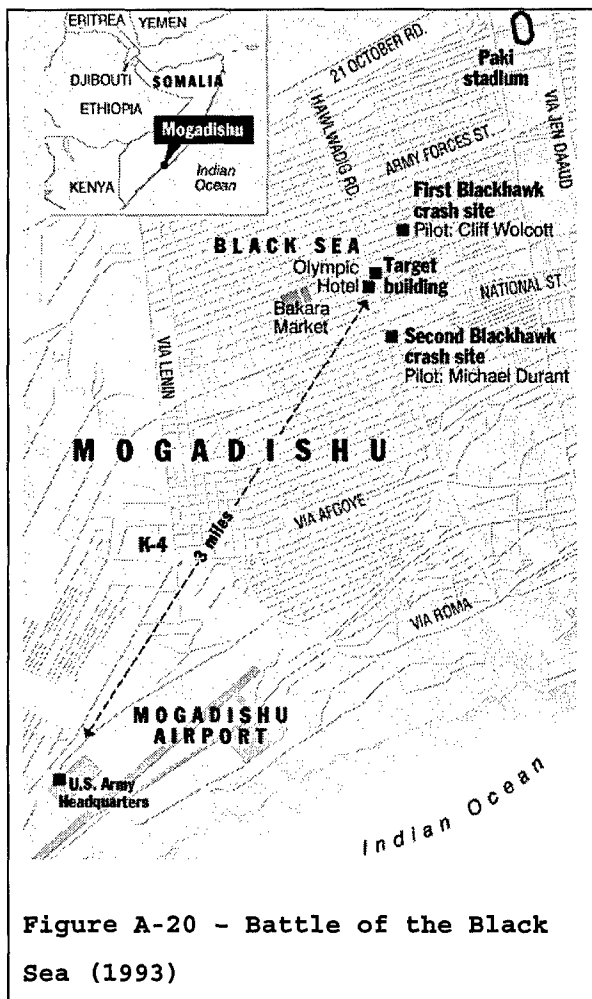 ERITREA
YEMEN
DJIBOUTI
SOMALIA
ETHIOPIA
Mogadishu
KENYA
Indian
Ocean
21 OCTOBER RD.
Paki
stadium
HAWLWADIG RD
VIA JEN DAAUD
ARMY FORCES ST.
First Blackhawk
crash site
Pilot: Cliff Wolcott
BLACK SEA
Olympic
Hotel
Target
building
Bakara
Market
NATIONAL ST.
Second Blackhawk
crash site
Pilot: Michael Durant
VIA LENIN
MOGADISHU
VIA AFGOYE
K-4
3 miles
VIA ROMA
MOGADISHU
AIRPORT
U.S. Army
Headquarters
Indian Ocean
Figure A-20 - Battle of the Black
Sea (1993)